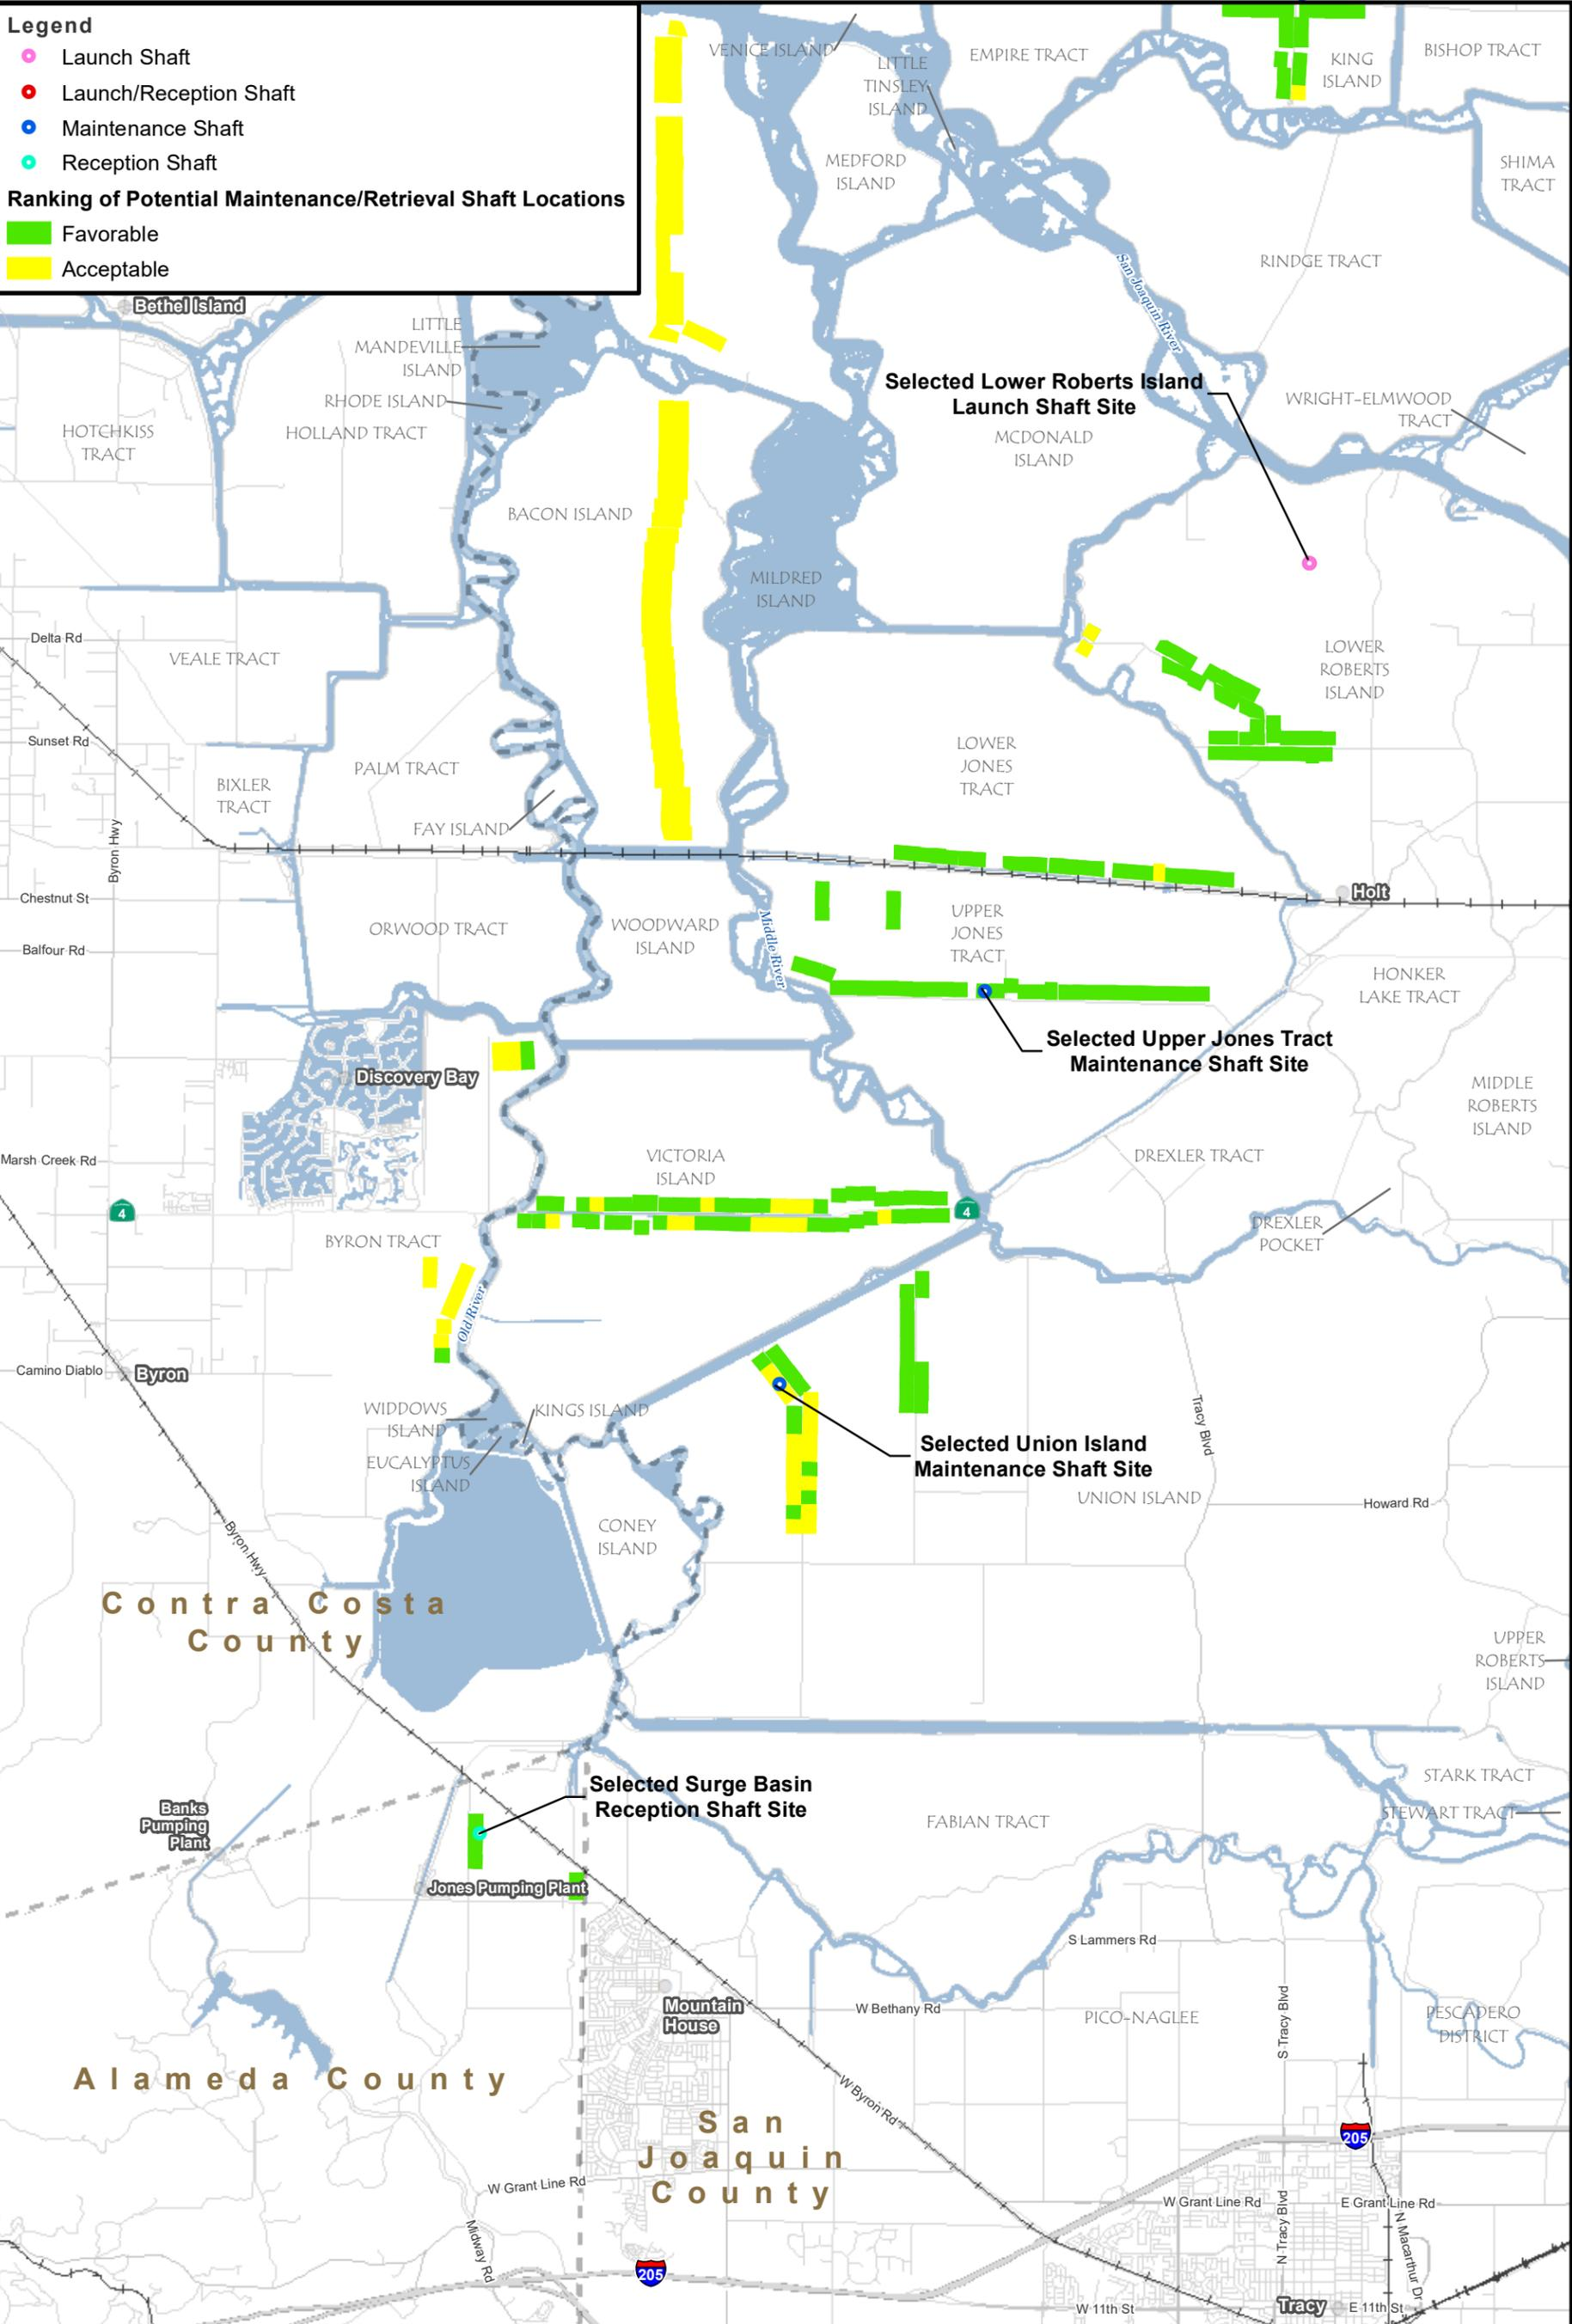 Legend
Launch Shaft
Launch/Reception Shaft
Maintenance Shaft
Reception Shaft
Ranking of Potential Maintenance/Retrieval Shaft Locations
Favorable
Acceptable
VENICE ISLAND
LITTLE
TINSLEY
ISLAND
EMPIRE TRACT
KING
ISLAND
BISHOP TRACT
MEDFORD
ISLAND
SHIMA
TRACT
San Joaquin River
RINDGE TRACT
Bethel Island
LITTLE
MANDEVILLE
ISLAND
RHODE ISLAND
HOTCHKISS
TRACT
HOLLAND TRACT
Selected Lower Roberts Island
Launch Shaft Site
MCDONALD
ISLAND
WRIGHT-ELMWOOD
TRACT
BACON ISLAND
MILDRED
ISLAND
Delta Rd
VEALE TRACT
LOWER
ROBERTS
ISLAND
Sunset Rd
BIXLER
TRACT
PALM TRACT
LOWER
JONES
TRACT
FAY ISLAND
Byron Hwy
Chestnut St
Holt
ORWOOD TRACT
WOODWARD
ISLAND
Middle River
UPPER
JONES
TRACT
Balfour Rd
HONKER
LAKE TRACT
Selected Upper Jones Tract
Maintenance Shaft Site
Discovery Bay
MIDDLE
ROBERTS
ISLAND
Marsh Creek Rd
VICTORIA
ISLAND
DREXLER TRACT
4
4
BYRON TRACT
DREXLER
POCKET
Old River
Camino Diablo
Byron
WIDDOWS
ISLAND
KINGS ISLAND
EUCALYPTUS
ISLAND
Selected Union Island
Maintenance Shaft Site
Tracy Blvd
UNION ISLAND
Howard Rd
CONEY
ISLAND
Byron Hwy
Contra Costa
County
UPPER
ROBERTS
ISLAND
Selected Surge Basin
Reception Shaft Site
STARK TRACT
Banks
Pumping
Plant
FABIAN TRACT
STEWART TRACT
Jones Pumping Plant
S Lammers Rd
Mountain
House
W Bethany Rd
PICO-NAGLEE
S Tracy Blvd
PESCADERO
DISTRICT
Alameda County
W Byron Rd
San
Joaquin
County
205
W Grant Line Rd
W Grant Line Rd
E Grant Line Rd
Midway Rd
N Tracy Blvd
N Macarthur Dr
205
W 11th St
Tracy
E 11th St